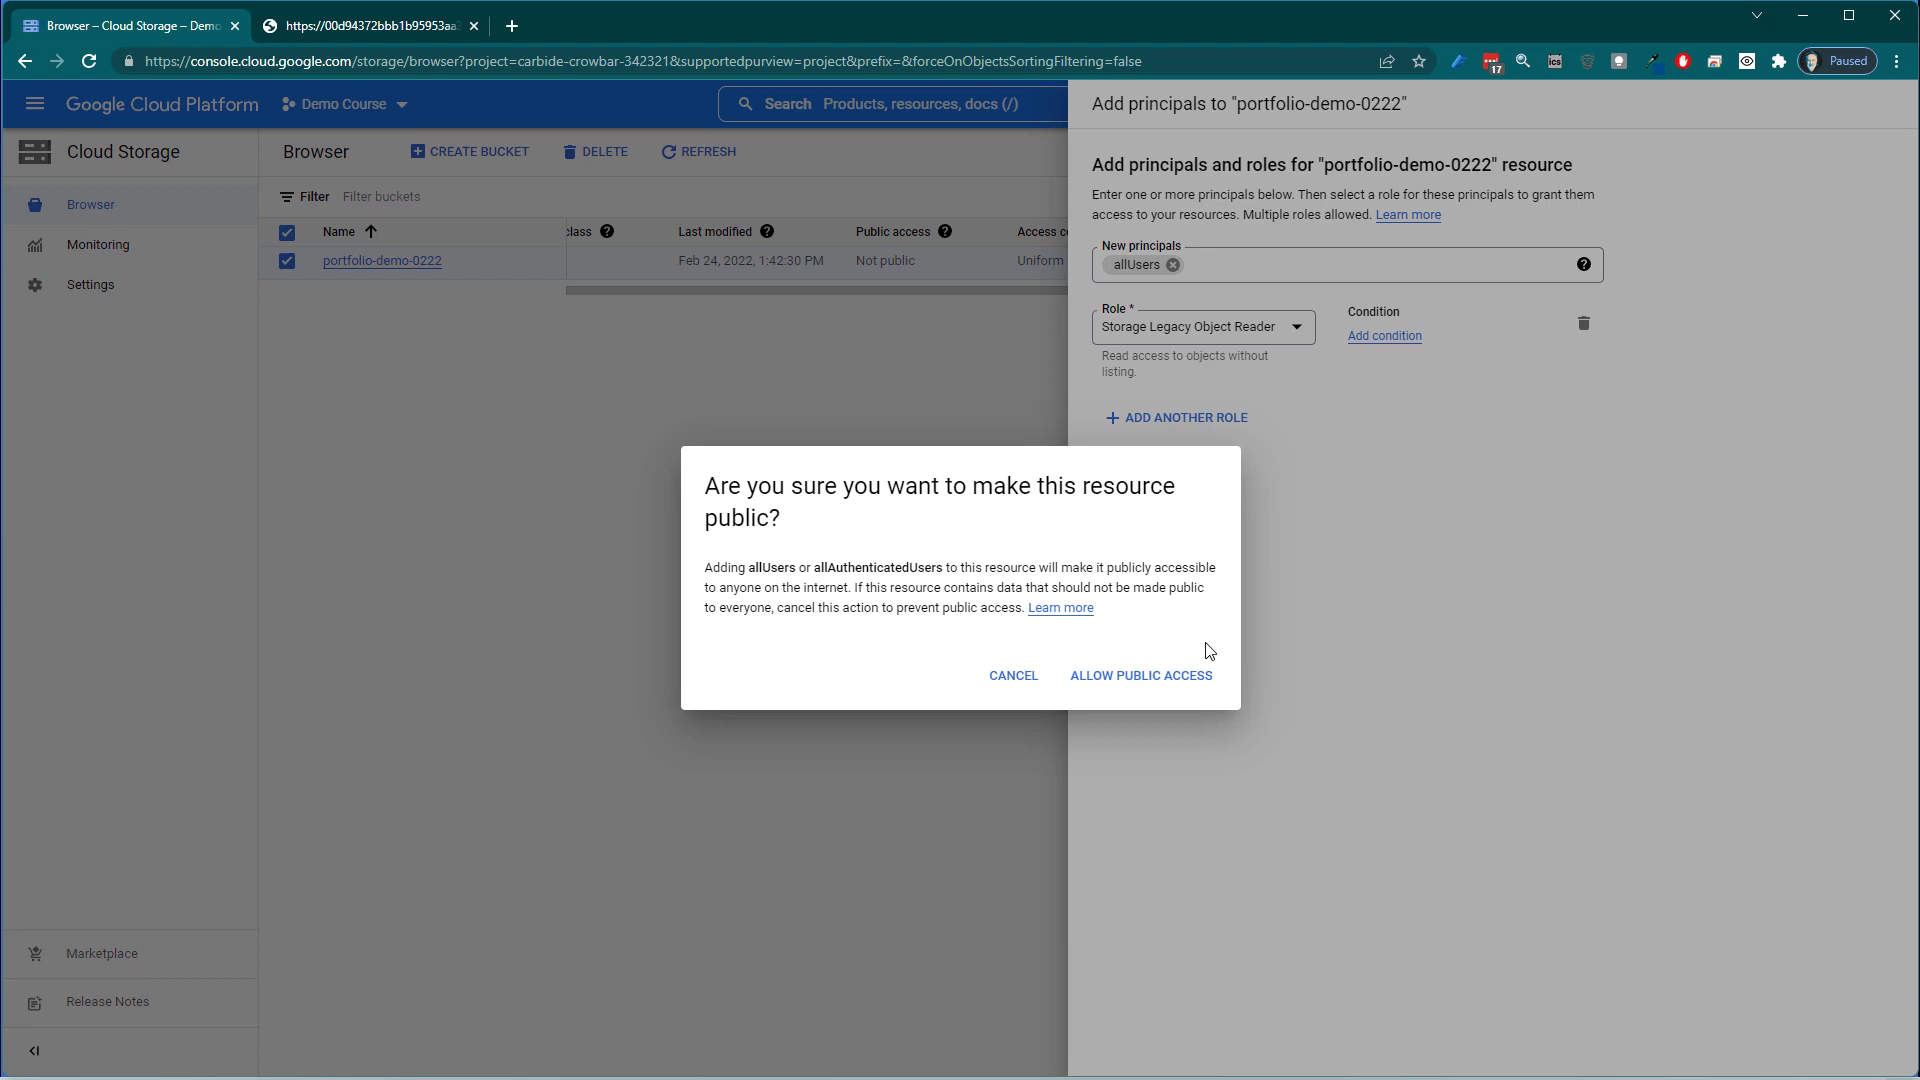 Browser – Cloud Storage – Demo
https://00d94372bbb1b95953aa
https://console.cloud.google.com/storage/browser?project=carbide-crowbar-342321&supportedpurview=project&prefix=&forceOnObjectsSortingFiltering=false
17
ics
Paused
Google Cloud Platform
Demo Course
Search Products, resources, docs (/)
Cloud Storage
Browser
Monitoring
Settings
Marketplace
Release Notes
Browser
CREATE BUCKET
DELETE
REFRESH
Filter Filter buckets
Name
class
Last modified
Public access
Access co
portfolio-demo-0222
Feb 24, 2022, 1:42:30 PM
Not public
Uniform
Add principals to "portfolio-demo-0222"
Add principals and roles for "portfolio-demo-0222" resource
Enter one or more principals below. Then select a role for these principals to grant them
access to your resources. Multiple roles allowed. Learn more
New principals
allUsers
Role *
Storage Legacy Object Reader
Read access to objects without
listing.
Condition
Add condition
ADD ANOTHER ROLE
Are you sure you want to make this resource
public?
Adding allUsers or allAuthenticatedUsers to this resource will make it publicly accessible
to anyone on the internet. If this resource contains data that should not be made public
to everyone, cancel this action to prevent public access. Learn more
CANCEL
ALLOW PUBLIC ACCESS